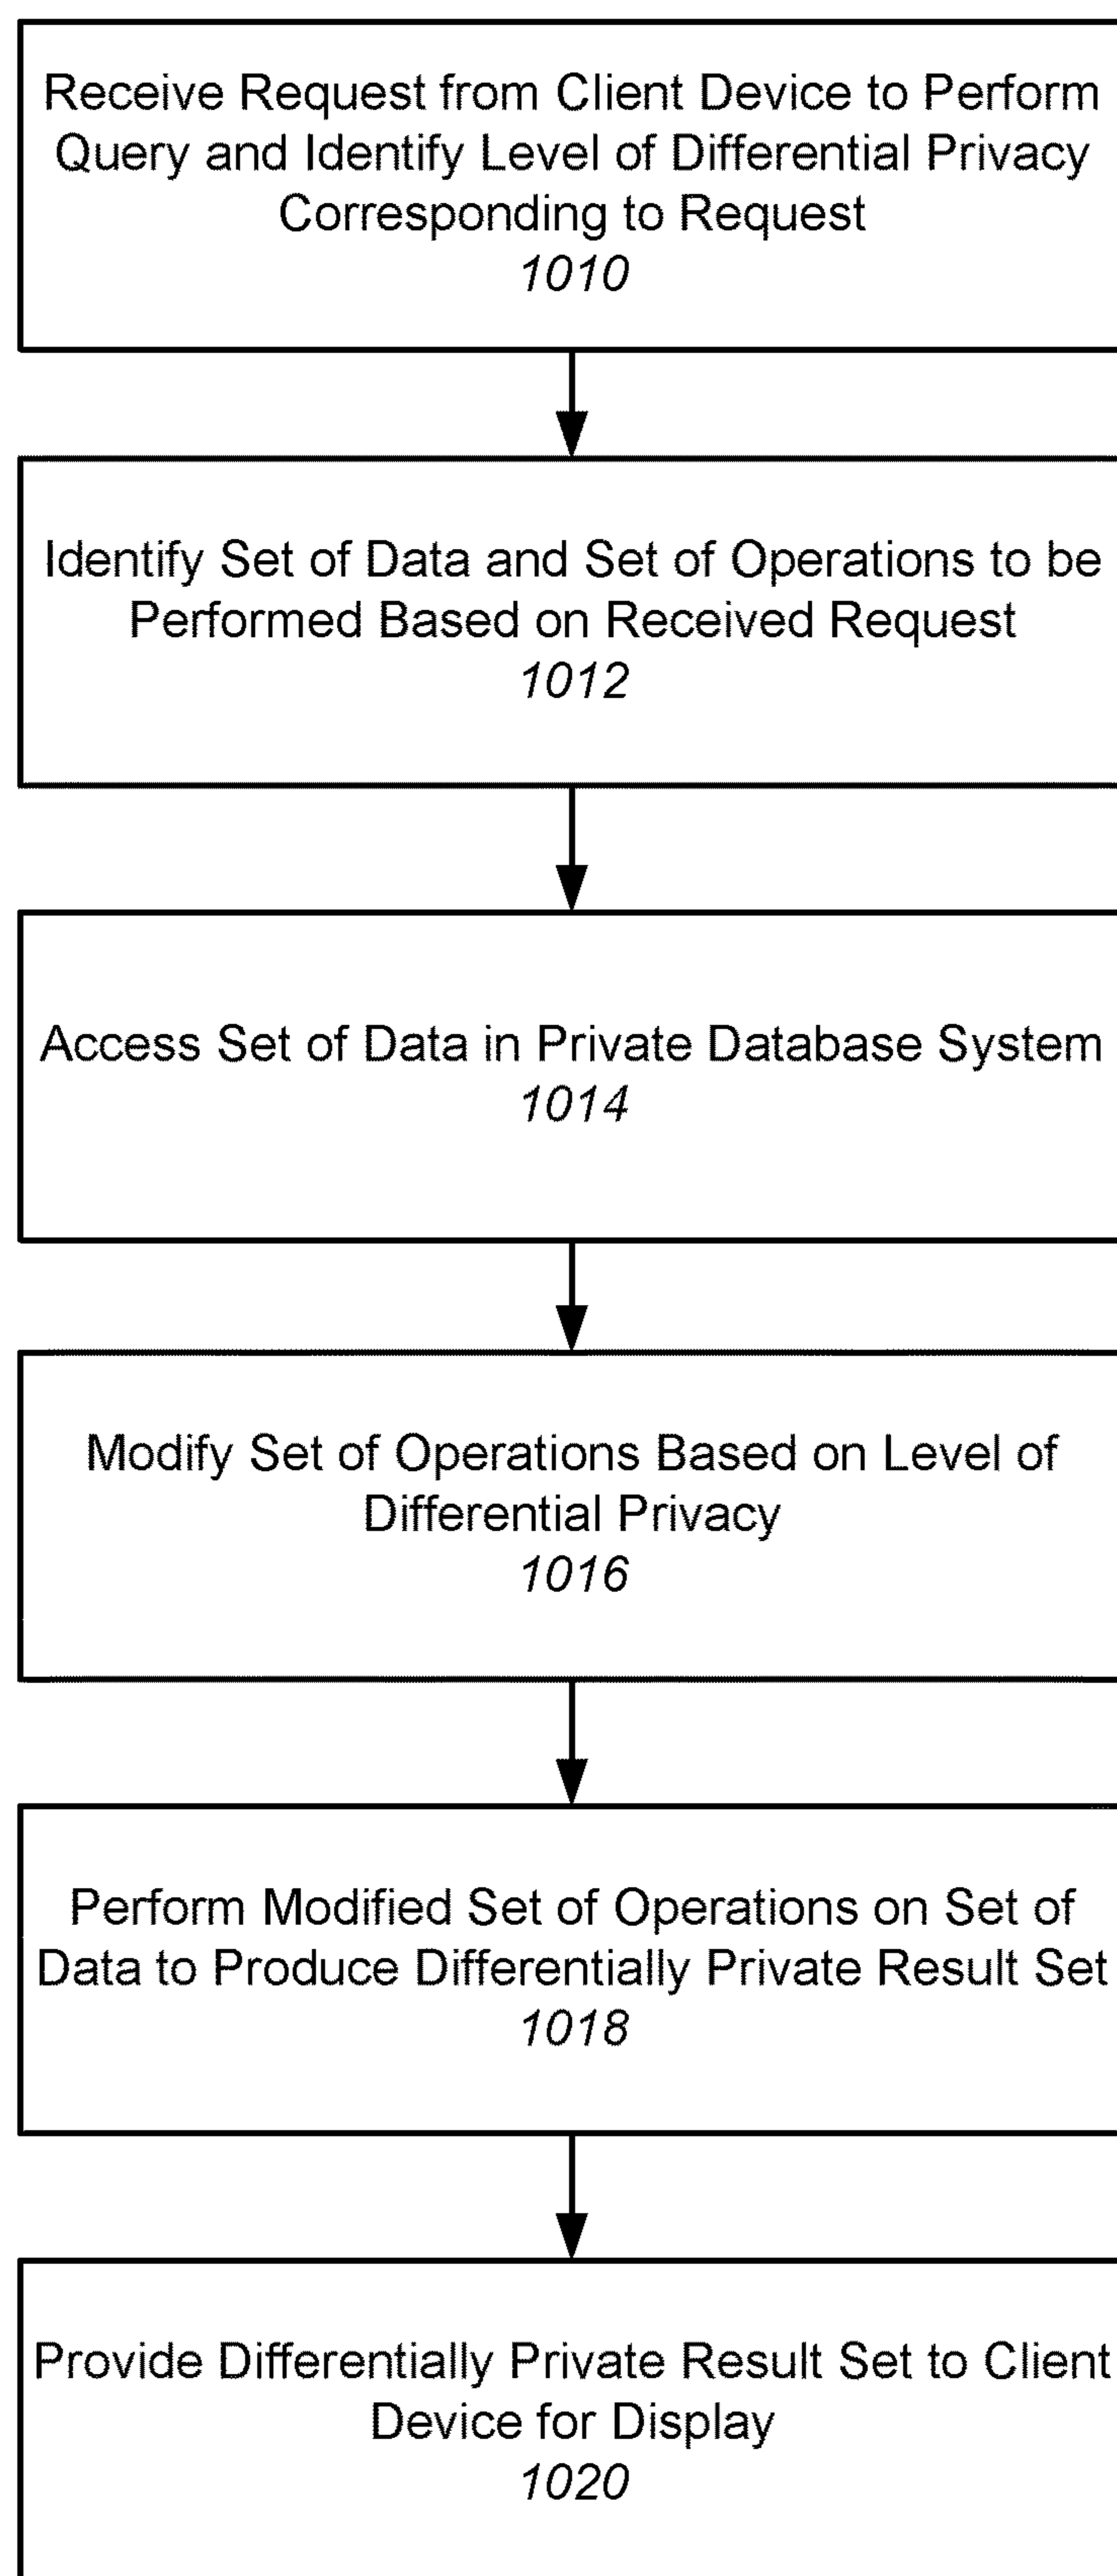 Receive Request from Client Device to Perform
Query and Identify Level of Differential Privacy
Corresponding to Request
1010
Identify Set of Data and Set of Operations to be
Performed Based on Received Request
1012
Access Set of Data in Private Database System
1014
Modify Set of Operations Based on Level of
Differential Privacy
1016
Perform Modified Set of Operations on Set of
Data to Produce Differentially Private Result Set
1018
Provide Differentially Private Result Set to Client
Device for Display
1020